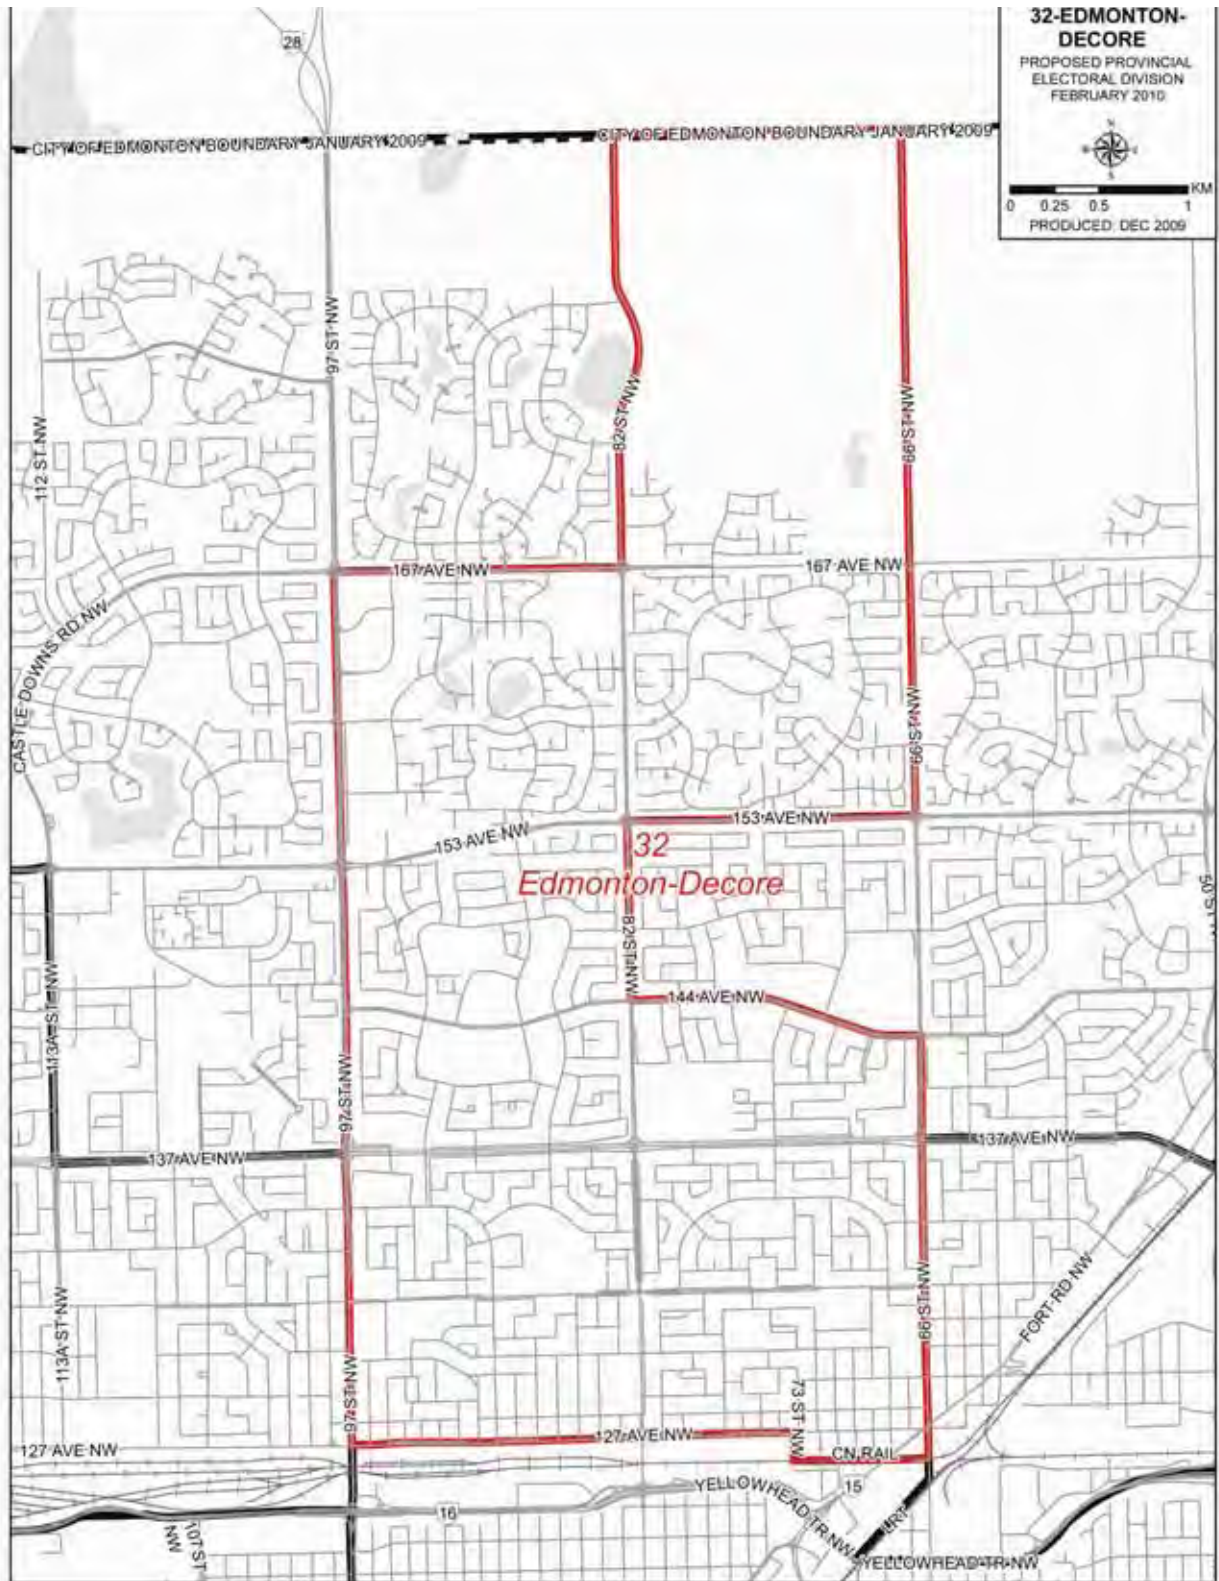 32-EDMONTON-
DECORE
PROPOSED PROVINCIAL
ELECTORAL DIVISION
FEBRUARY 2010
N
W E
S
KM
0 0.25 0.5 1
PRODUCED: DEC 2009
28
CITY OF EDMONTON BOUNDARY JANUARY 2009
CITY OF EDMONTON BOUNDARY JANUARY 2009
97 ST NW
82 ST NW
66 ST NW
112 ST NW
167 AVE NW
167 AVE NW
CASTLE DOWNS RD NW
66 ST NW
153 AVE NW
153 AVE NW
32
Edmonton-Decore
50 ST
82 ST NW
144 AVE NW
113A ST NW
97 ST NW
137 AVE NW
137 AVE NW
113A ST NW
66 ST NW
FORT RD NW
97 ST NW
73 ST NW
127 AVE NW
127 AVE NW
CN RAIL
15
16
YELLOWHEAD TR NW
LRT
107 ST
NW
YELLOWHEAD TR NW